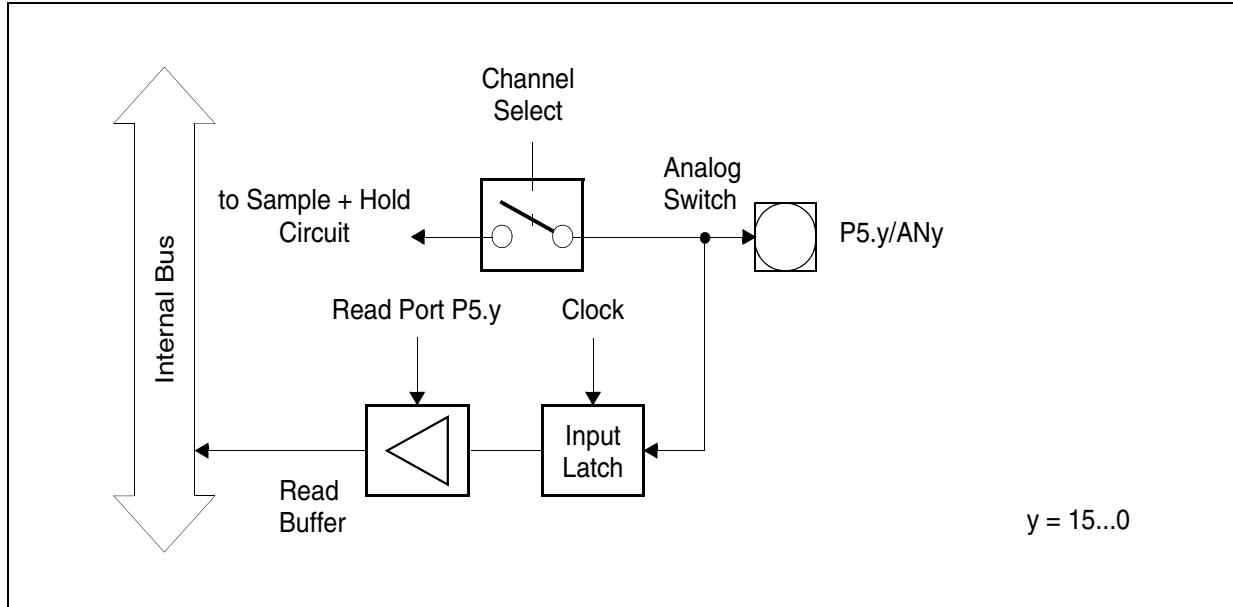 Channel
Select
Analog
Switch
to Sample + Hold
Circuit
P5.y/ANy
Internal Bus
Read Port P5.y
Clock
Input
Latch
Read
Buffer
y = 15...0